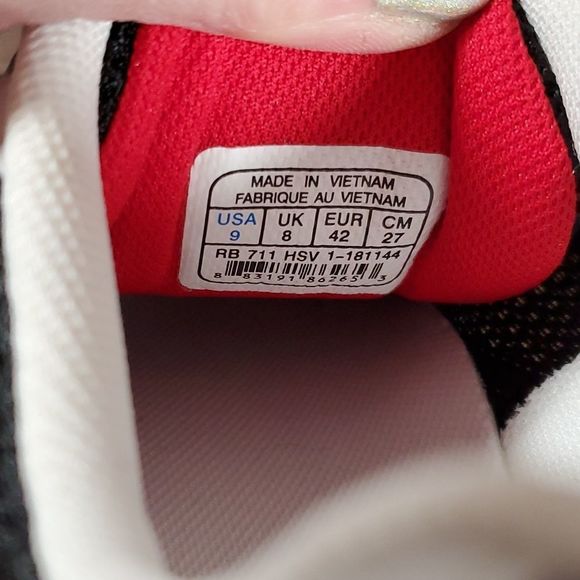 MADE IN VIETNAM
FABRIQUE AU VIETNAM
USA UK EUR CM
9 8 42 27
RB 711 HSV 1-181144
8 83191 86265 3